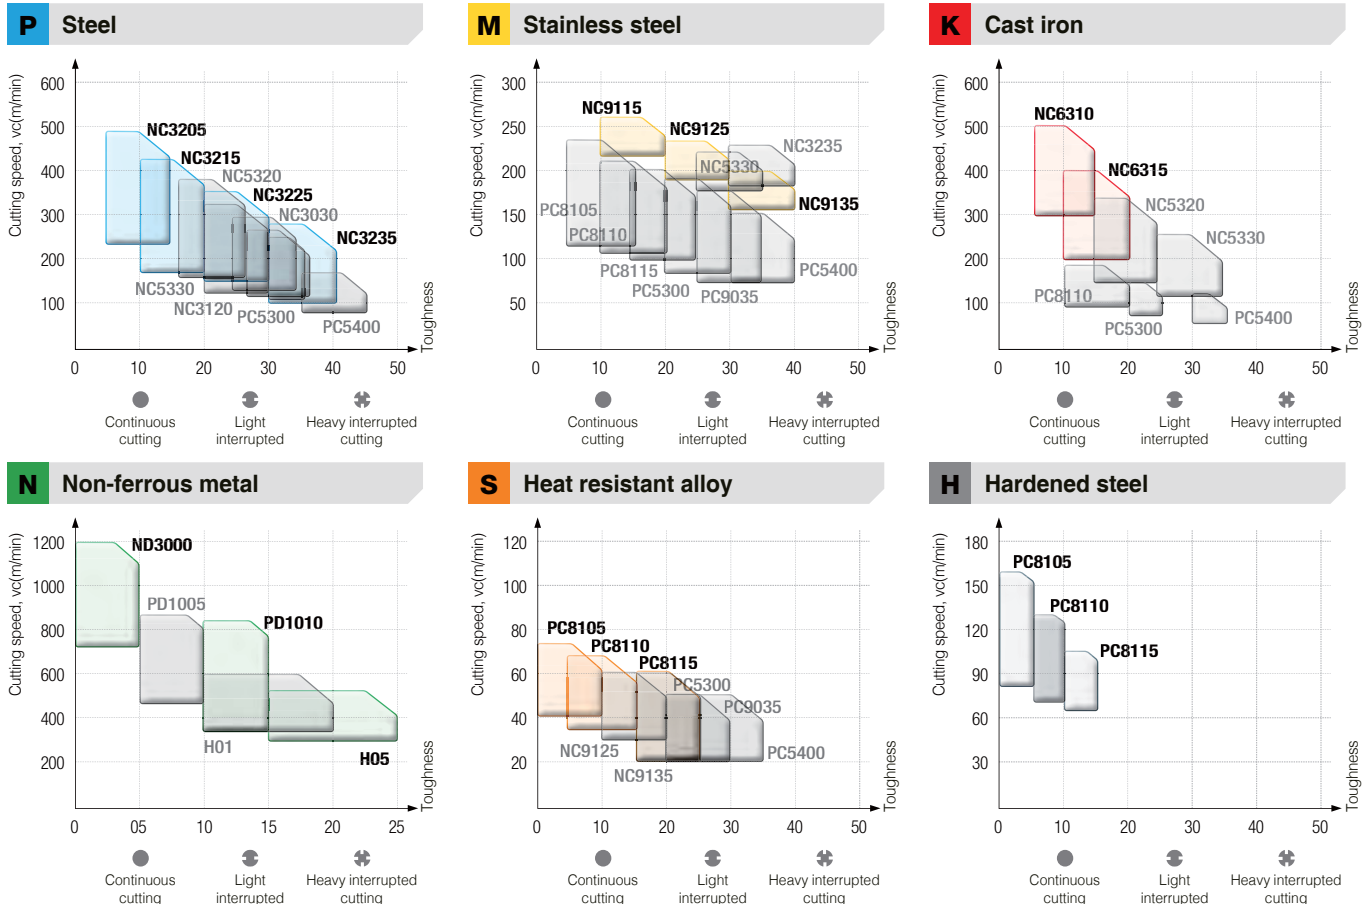 P Steel
Cutting speed, vc(m/min)
600
500
400
300
200
100
NC3205
NC3215
NC5320
NC3225
NC3030
NC3235
NC5330
NC3120
PC5300
PC5400
Toughness
0 10 20 30 40 50
Continuous cutting
Light interrupted
Heavy interrupted cutting
M Stainless steel
Cutting speed, vc(m/min)
300
250
200
150
100
50
NC9115
NC9125
NC3235
NC5330
NC9135
PC8105
PC8110
PC8115
PC5300
PC9035
PC5400
Toughness
0 10 20 30 40 50
Continuous cutting
Light interrupted
Heavy interrupted cutting
K Cast iron
Cutting speed, vc(m/min)
600
500
400
300
200
100
NC6310
NC6315
NC5320
NC5330
PC8110
PC5300
PC5400
Toughness
0 10 20 30 40 50
Continuous cutting
Light interrupted
Heavy interrupted cutting
N Non-ferrous metal
Cutting speed, vc(m/min)
1200
1000
800
600
400
200
ND3000
PD1005
PD1010
H01
H05
Toughness
0 05 10 15 20 25
Continuous cutting
Light interrupted
Heavy interrupted cutting
S Heat resistant alloy
Cutting speed, vc(m/min)
120
100
80
60
40
20
PC8105
PC8110
PC8115
PC5300
PC9035
NC9125
NC9135
PC5400
Toughness
0 10 20 30 40 50
Continuous cutting
Light interrupted
Heavy interrupted cutting
H Hardened steel
Cutting speed, vc(m/min)
180
150
120
90
60
30
PC8105
PC8110
PC8115
Toughness
0 10 20 30 40 50
Continuous cutting
Light interrupted
Heavy interrupted cutting